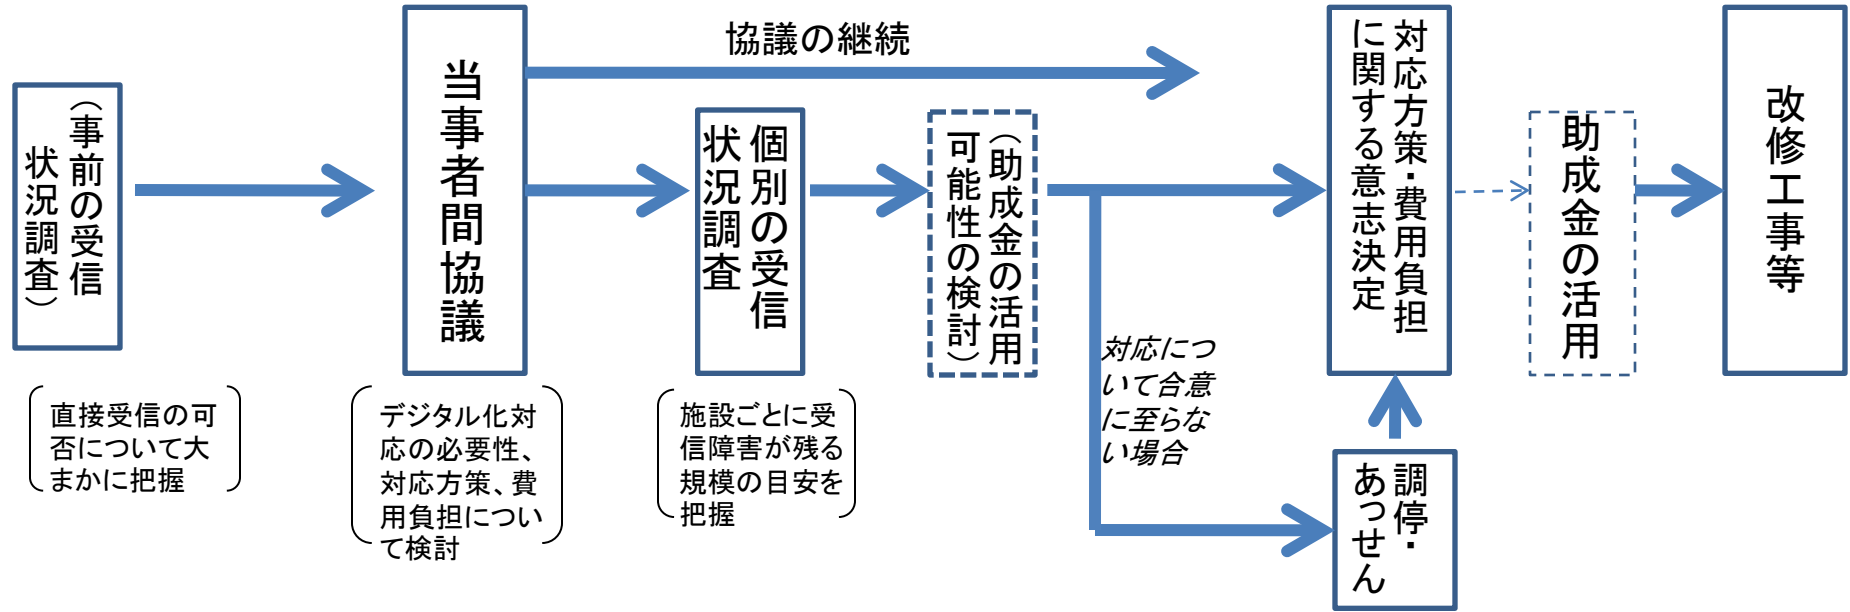 （事前の受信
状況調査）
直接受信の可
否について大
まかに把握
当事者間協議
デジタル化対
応の必要性、
対応方策、費
用負担につい
て検討
協議の継続
個別の受信
状況調査
施設ごとに受
信障害が残る
規模の目安を
把握
（助成金の活用
可能性の検討）
対応につ
いて合意
に至らな
い場合
調停・
あっせん
対応方策・費用負担
に関する意志決定
助成金の活用
改修工事等